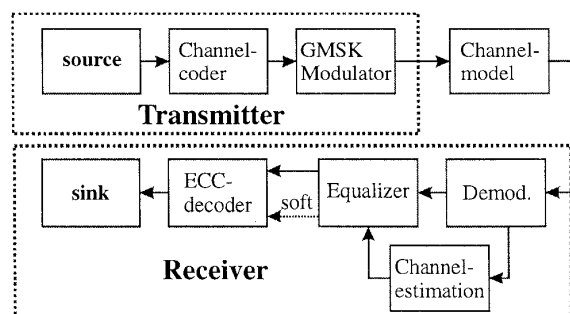 source
Channel-
coder
GMSK
Modulator
Channel-
model
Transmitter
sink
ECC-
decoder
soft
Equalizer
Demod.
Channel-
estimation
Receiver